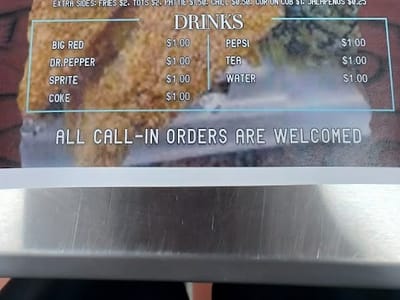 EXTRA SIDES: FRIES $2, TOTS $2, PATTIE $1.50, CHILI $0.50, CORN ON COB $1, JALAPENOS $0.25
DRINKS
BIG RED $1.00
DR.PEPPER $1.00
SPRITE $1.00
COKE $1.00
PEPSI $1.00
TEA $1.00
WATER $1.00
ALL CALL-IN ORDERS ARE WELCOMED